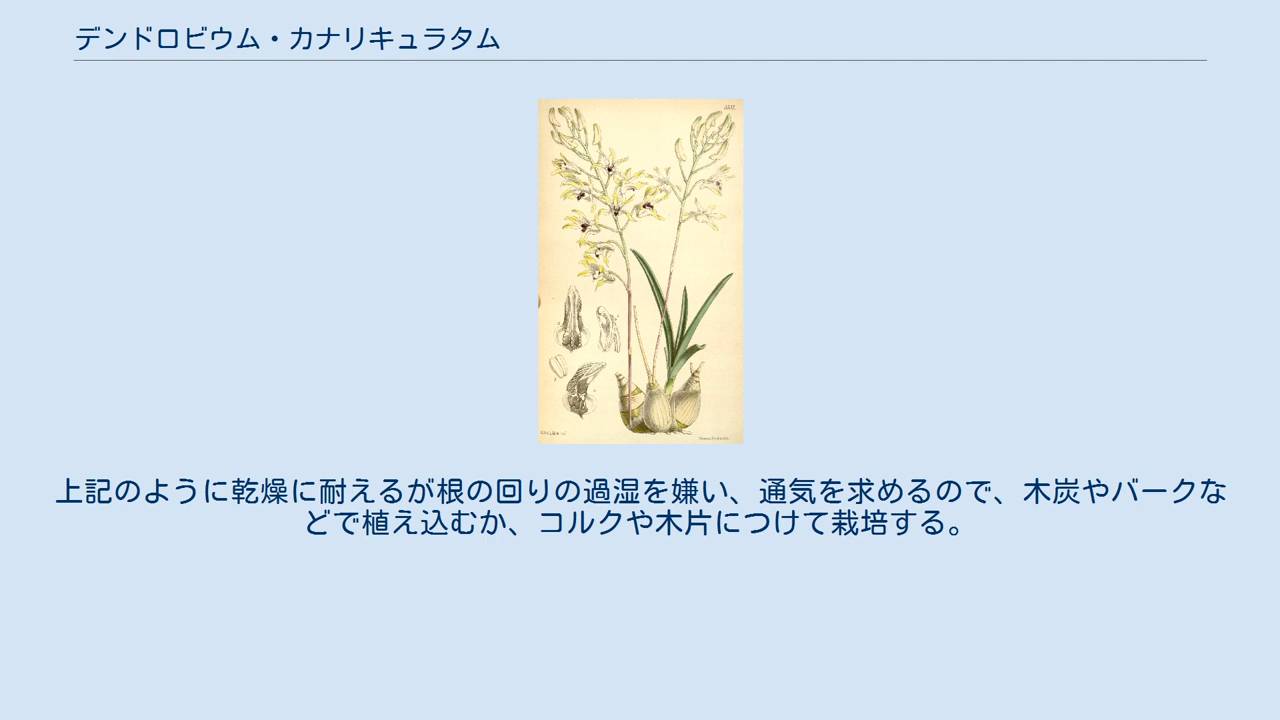 デンドロビウム・カナリキュラタム
上記のように乾燥に耐えるが根の回りの過湿を嫌い、通気を求めるので、木炭やバークな
どで植え込むか、コルクや木片につけて栽培する。